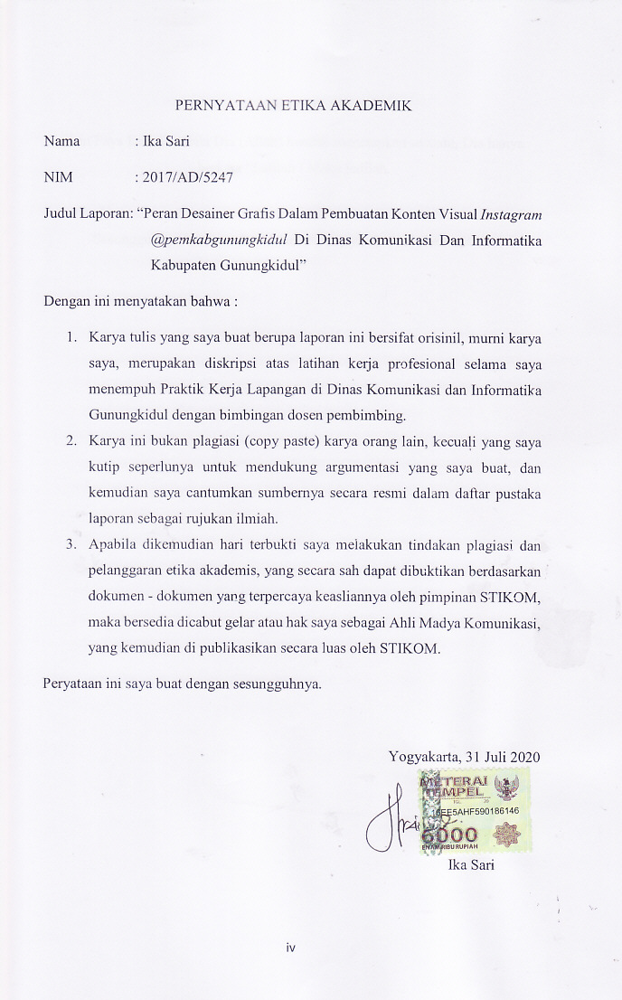 PERNYATAAN ETIKA AKADEMIK
Nama : Ika Sari
NIM : 2017/AD/5247
Judul Laporan: “Peran Desainer Grafis Dalam Pembuatan Konten Visual Instagram
@pemkabgunungkidul Di Dinas Komunikasi Dan Informatika
Kabupaten Gunungkidul”
Dengan ini menyatakan bahwa :
1. Karya tulis yang saya buat berupa laporan ini bersifat orisinil, murni karya
saya, merupakan diskripsi atas latihan kerja profesional selama saya
menempuh Praktik Kerja Lapangan di Dinas Komunikasi dan Informatika
Gunungkidul dengan bimbingan dosen pembimbing.
2. Karya ini bukan plagiasi (copy paste) karya orang lain, kecuali yang saya
kutip seperlunya untuk mendukung argumentasi yang saya buat, dan
kemudian saya cantumkan sumbernya secara resmi dalam daftar pustaka
laporan sebagai rujukan ilmiah.
3. Apabila dikemudian hari terbukti saya melakukan tindakan plagiasi dan
pelanggaran etika akademis, yang secara sah dapat dibuktikan berdasarkan
dokumen - dokumen yang terpercaya keasliannya oleh pimpinan STIKOM,
maka bersedia dicabut gelar atau hak saya sebagai Ahli Madya Komunikasi,
yang kemudian di publikasikan secara luas oleh STIKOM.
Peryataan ini saya buat dengan sesungguhnya.
Yogyakarta, 31 Juli 2020
METERAI
TEMPEL
TGL. 20
16EE5AHF590186146
6000
ENAM RIBU RUPIAH
Ika Sari
iv